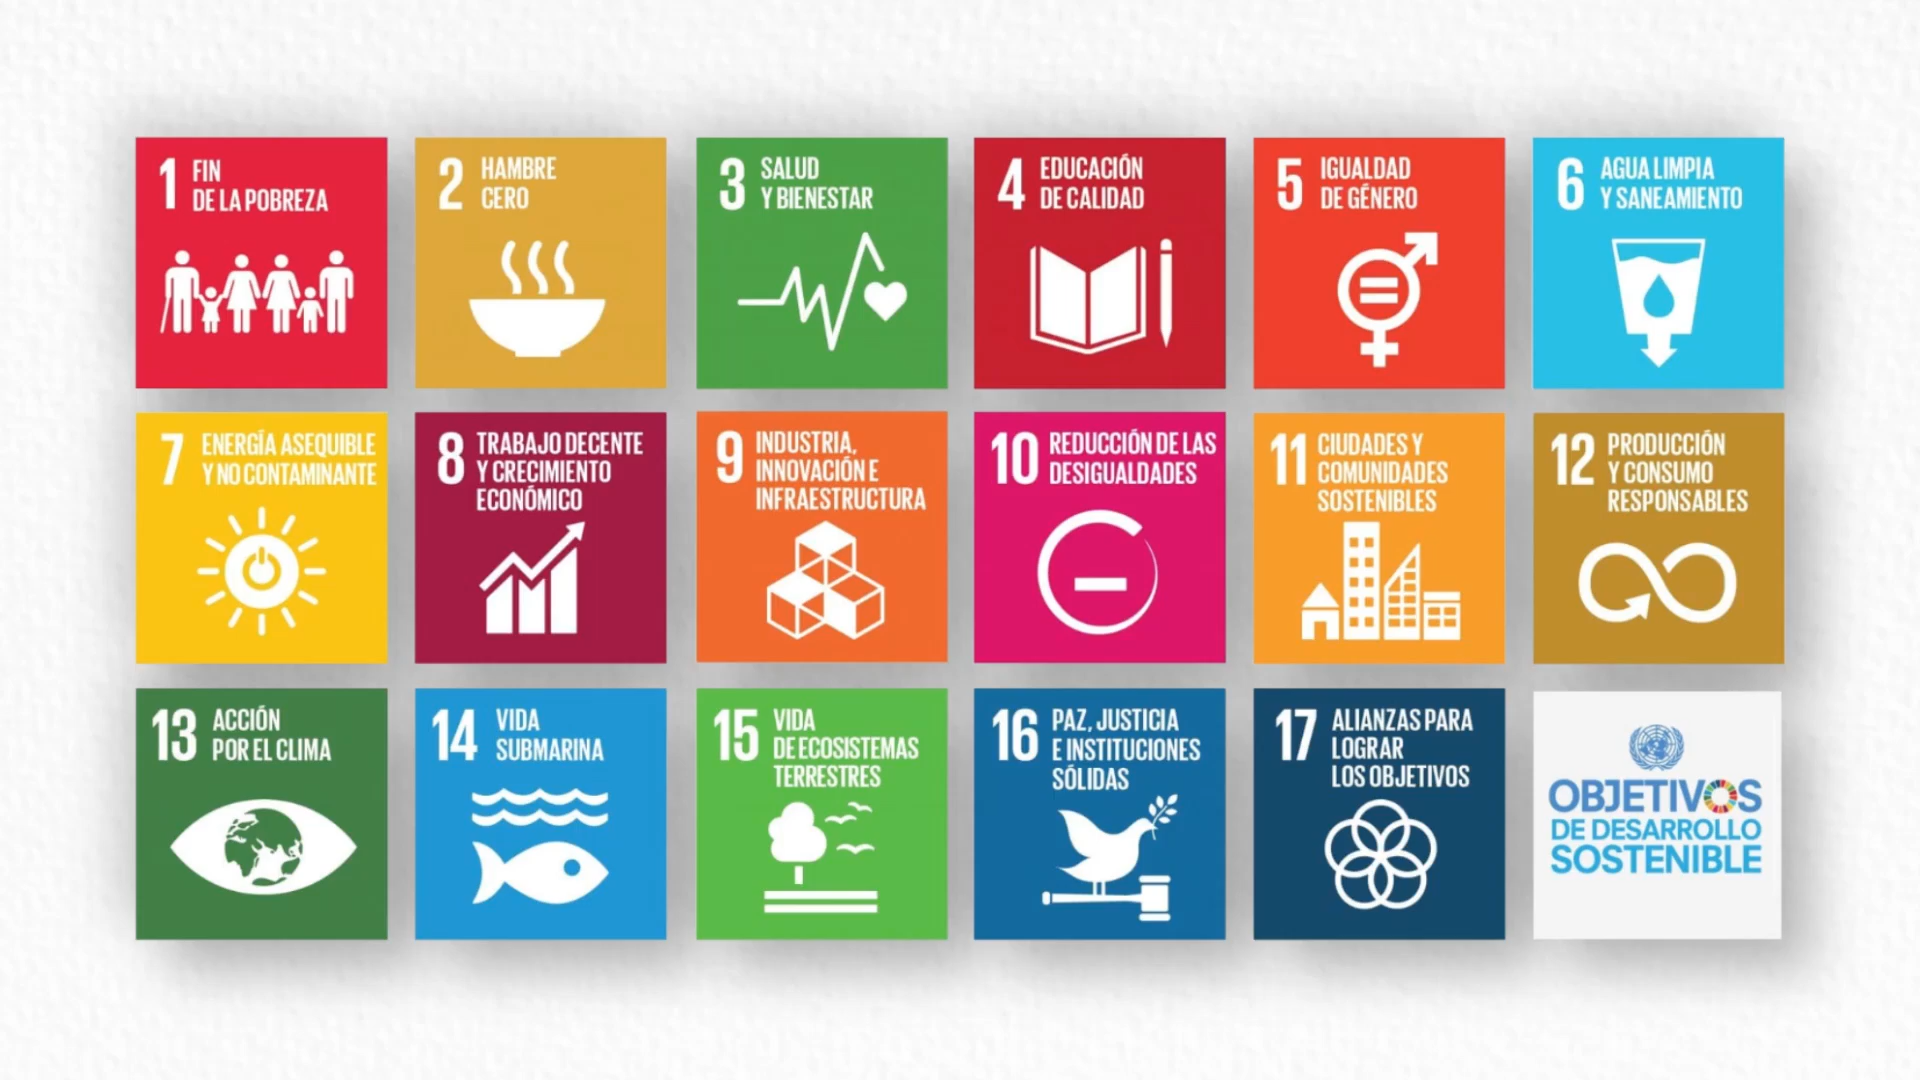 1 FIN
DE LA POBREZA
2 HAMBRE
CERO
3 SALUD
Y BIENESTAR
4 EDUCACIÓN
DE CALIDAD
5 IGUALDAD
DE GÉNERO
6 AGUA LIMPIA
Y SANEAMIENTO
7 ENERGÍA ASEQUIBLE
Y NO CONTAMINANTE
8 TRABAJO DECENTE
Y CRECIMIENTO
ECONÓMICO
9 INDUSTRIA,
INNOVACIÓN E
INFRAESTRUCTURA
10 REDUCCIÓN DE LAS
DESIGUALDADES
11 CIUDADES Y
COMUNIDADES
SOSTENIBLES
12 PRODUCCIÓN
Y CONSUMO
RESPONSABLES
13 ACCIÓN
POR EL CLIMA
14 VIDA
SUBMARINA
15 VIDA
DE ECOSISTEMAS
TERRESTRES
16 PAZ, JUSTICIA
E INSTITUCIONES
SÓLIDAS
17 ALIANZAS PARA
LOGRAR
LOS OBJETIVOS
OBJETIVOS
DE DESARROLLO
SOSTENIBLE